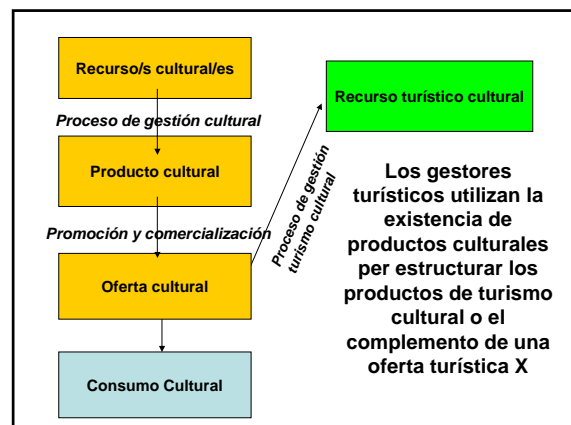 Recurso/s cultural/es
Proceso de gestión cultural
Producto cultural
Promoción y comercialización
Oferta cultural
Consumo Cultural
Proceso de gestión
turismo cultural
Recurso turístico cultural
Los gestores
turísticos utilizan la
existencia de
productos culturales
per estructurar los
productos de turismo
cultural o el
complemento de una
oferta turística X